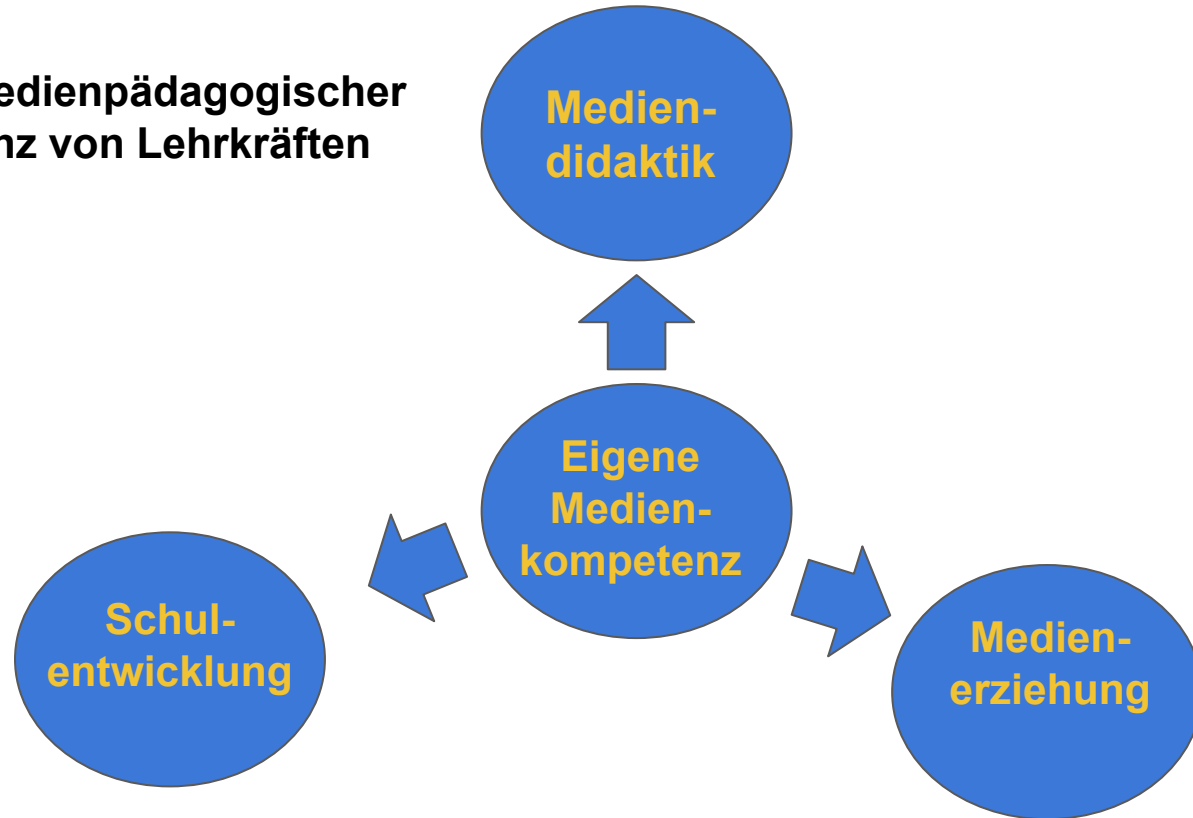 edienpädagogischer
nz von Lehrkräften
Medien-
didaktik
Eigene
Medien-
kompetenz
Schul-
entwicklung
Medien-
erziehung